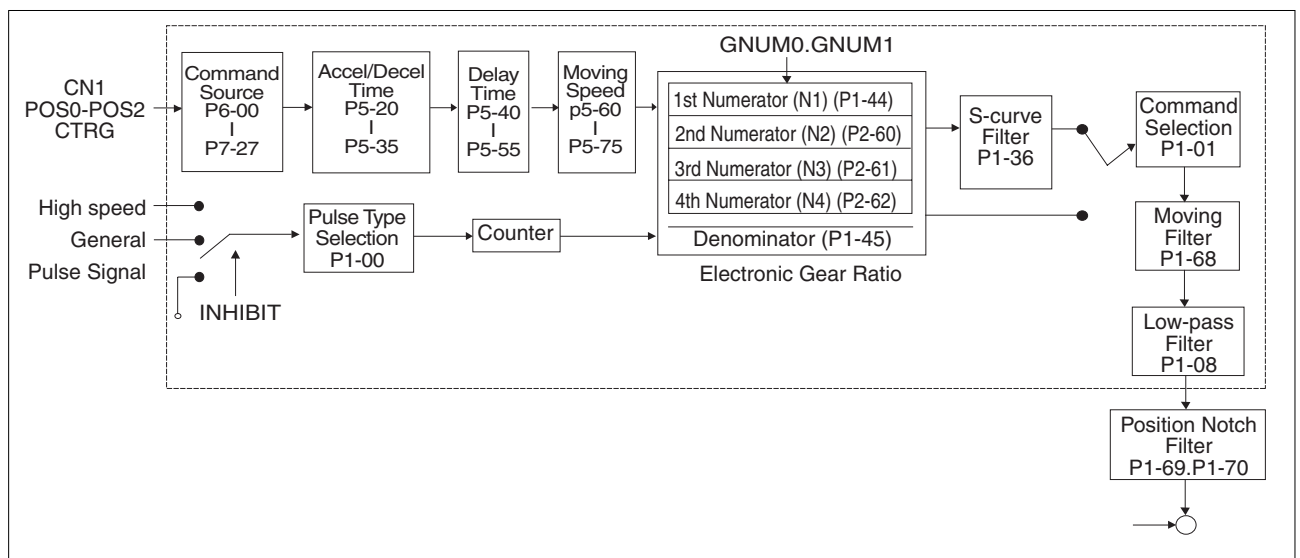 GNUM0.GNUM1
CN1
POS0-POS2
CTRG
Command
Source
P6-00
I
P7-27
Accel/Decel
Time
P5-20
I
P5-35
Delay
Time
P5-40
I
P5-55
Moving
Speed
p5-60
I
P5-75
1st Numerator (N1) (P1-44)
2nd Numerator (N2) (P2-60)
3rd Numerator (N3) (P2-61)
4th Numerator (N4) (P2-62)
Denominator (P1-45)
Electronic Gear Ratio
S-curve
Filter
P1-36
Command
Selection
P1-01
High speed
General
Pulse Signal
INHIBIT
Pulse Type
Selection
P1-00
Counter
Moving
Filter
P1-68
Low-pass
Filter
P1-08
Position Notch
Filter
P1-69.P1-70